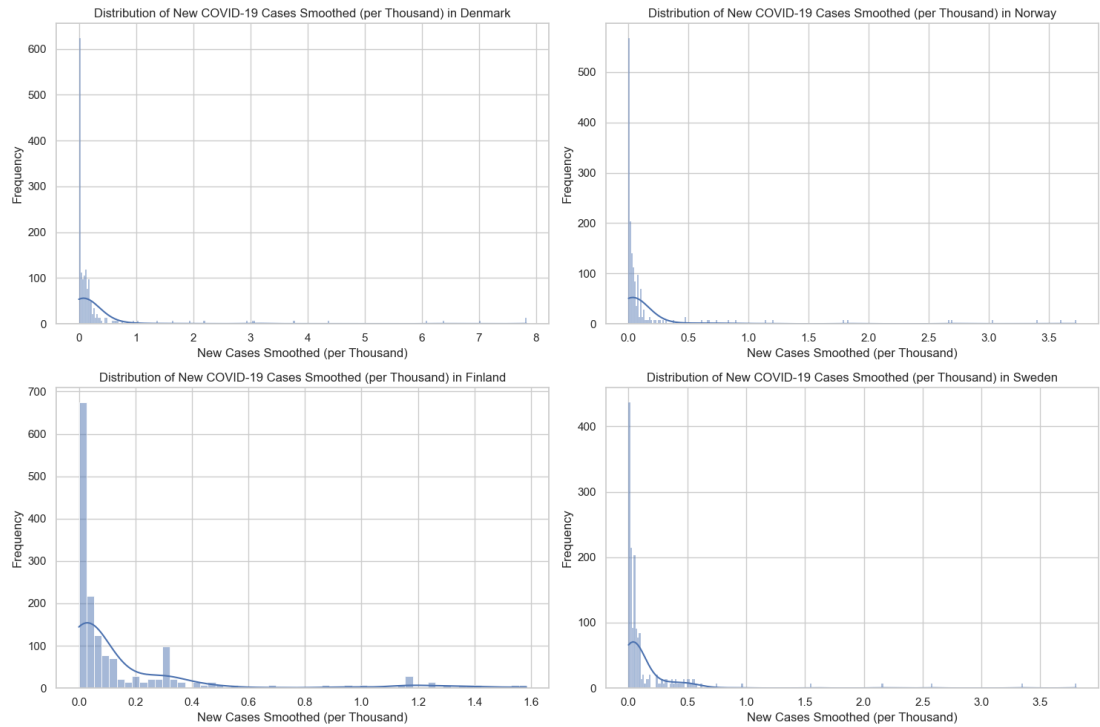 Distribution of New COVID-19 Cases Smoothed (per Thousand) in Denmark
600
500
400
300
200
100
0
Frequency
0 1 2 3 4 5 6 7 8
New Cases Smoothed (per Thousand)
Distribution of New COVID-19 Cases Smoothed (per Thousand) in Norway
500
400
300
200
100
0
Frequency
0.0 0.5 1.0 1.5 2.0 2.5 3.0 3.5
New Cases Smoothed (per Thousand)
Distribution of New COVID-19 Cases Smoothed (per Thousand) in Finland
700
600
500
400
300
200
100
0
Frequency
0.0 0.2 0.4 0.6 0.8 1.0 1.2 1.4 1.6
New Cases Smoothed (per Thousand)
Distribution of New COVID-19 Cases Smoothed (per Thousand) in Sweden
400
300
200
100
0
Frequency
0.0 0.5 1.0 1.5 2.0 2.5 3.0 3.5
New Cases Smoothed (per Thousand)